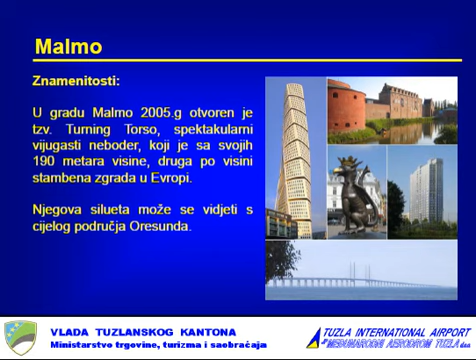 Malmo
Znamenitosti:
U gradu Malmo 2005.g otvoren je
tzv. Turning Torso, spektakularni
vijugasti neboder, koji je sa svojih
190 metara visine, druga po visini
stambena zgrada u Evropi.
Njegova silueta može se vidjeti s
cijelog područja Oresunda.
VLADA TUZLANSKOG KANTONA
Ministarstvo trgovine, turizma i saobraćaja
TUZLA INTERNATIONAL AIRPORT
MEĐUNARODNI AERODROM TUZLA d.o.o.